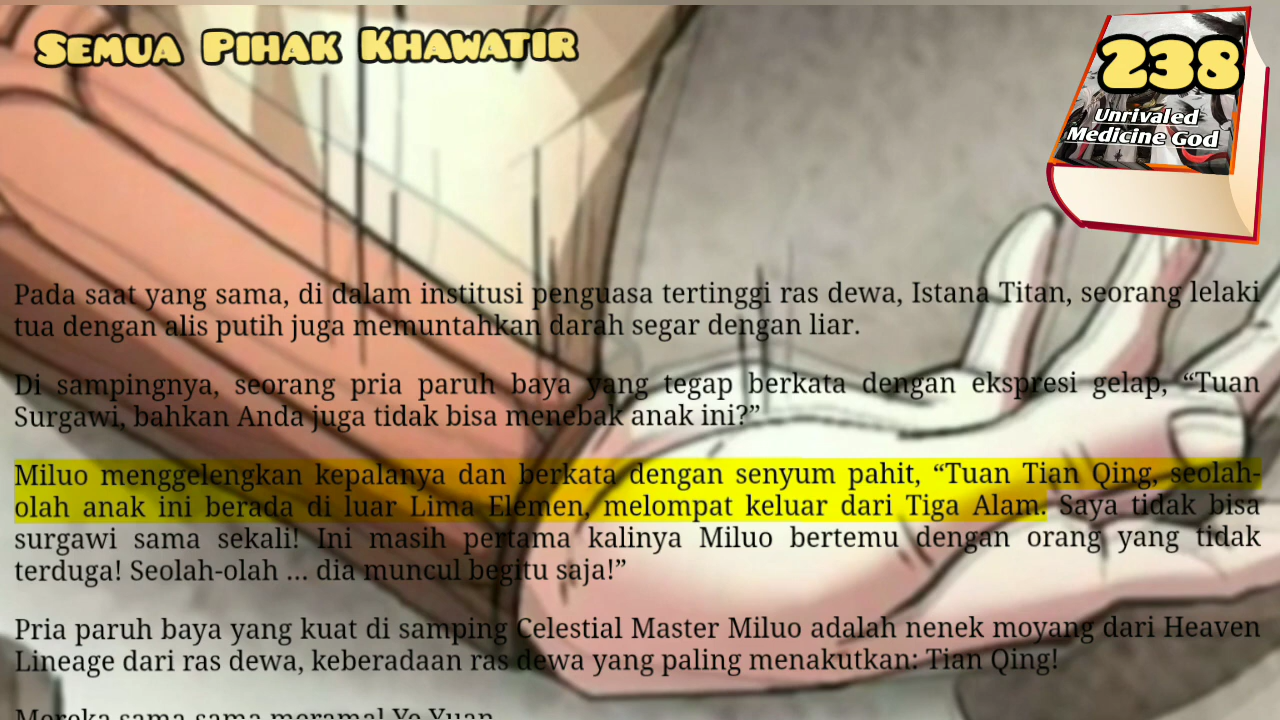 Semua Pihak Khawatir
238
Unrivaled
Medicine God
Pada saat yang sama, di dalam institusi penguasa tertinggi ras dewa, Istana Titan, seorang lelaki
tua dengan alis putih juga memuntahkan darah segar dengan liar.
Di sampingnya, seorang pria paruh baya yang tegap berkata dengan ekspresi gelap, “Tuan
Surgawi, bahkan Anda juga tidak bisa menebak anak ini?”
Miluo menggelengkan kepalanya dan berkata dengan senyum pahit, “Tuan Tian Qing, seolah-
olah anak ini berada di luar Lima Elemen, melompat keluar dari Tiga Alam. Saya tidak bisa
surgawi sama sekali! Ini masih pertama kalinya Miluo bertemu dengan orang yang tidak
terduga! Seolah-olah ... dia muncul begitu saja!”
Pria paruh baya yang kuat di samping Celestial Master Miluo adalah nenek moyang dari Heaven
Lineage dari ras dewa, keberadaan ras dewa yang paling menakutkan: Tian Qing!
Mereka sama-sama meramal Ye Yuan